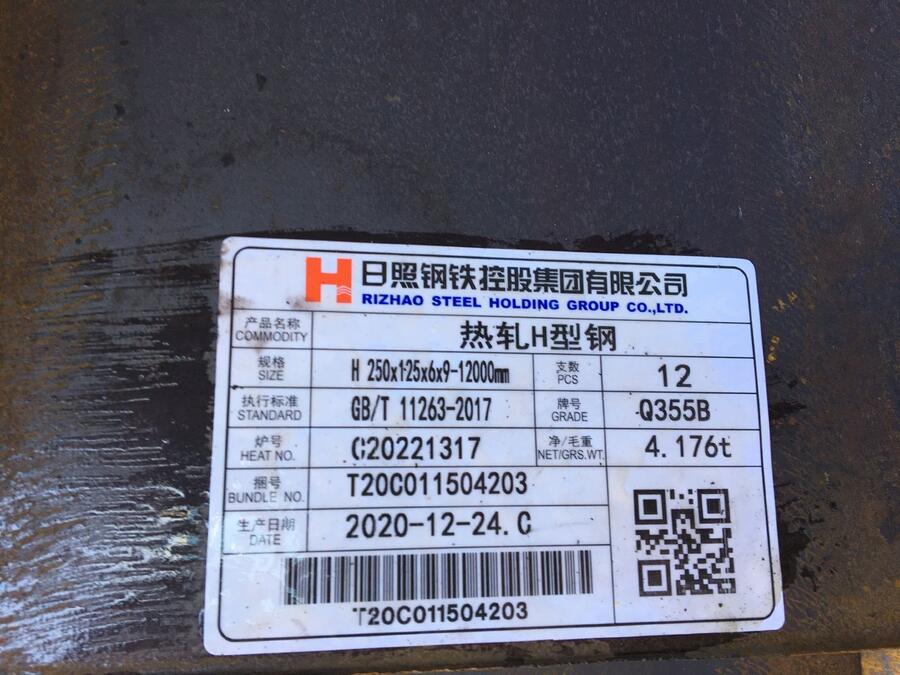 H 日照钢铁控股集团有限公司
RIZHAO STEEL HOLDING GROUP CO.,LTD.
产品名称
COMMODITY
热轧H型钢
规格
SIZE
H 250x125x6x9-12000mm
支数
PCS
12
执行标准
STANDARD
GB/T 11263-2017
牌号
GRADE
Q355B
炉号
HEAT NO.
C20221317
净/毛重
NET/GRS.WT.
4.176t
捆号
BUNDLE NO.
T20C011504203
生产日期
DATE
2020-12-24.C
T20C011504203